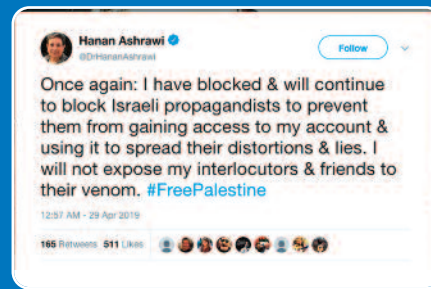 Hanan Ashrawi
@DrHananAshrawi
Follow
Once again: I have blocked & will continue
to block Israeli propagandists to prevent
them from gaining access to my account &
using it to spread their distortions & lies. I
will not expose my interlocutors & friends to
their venom. #FreePalestine
12:57 AM - 29 Apr 2019
165 Retweets 511 Likes